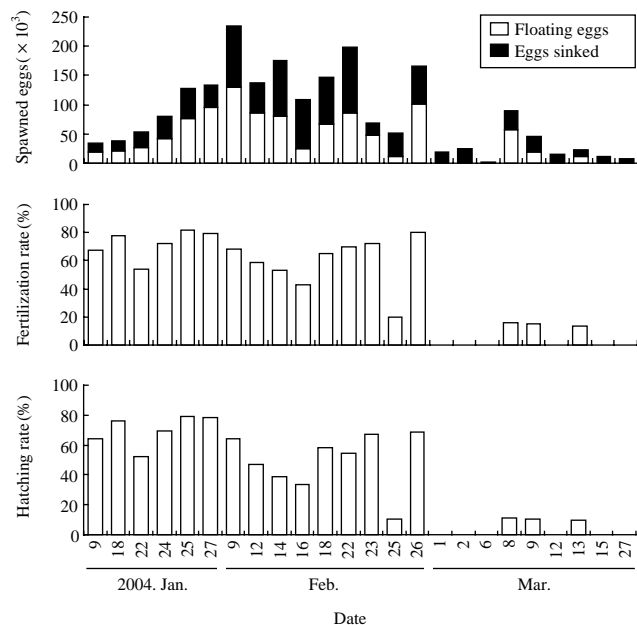 Floating eggs
Eggs sinked
Spawned eggs (× 10³)
250
200
150
100
50
0
Fertilization rate (%)
100
80
60
40
20
0
Hatching rate (%)
100
80
60
40
20
0
9 18 22 24 25 27 9 12 14 16 18 22 23 25 26 1 2 6 8 9 12 13 15 27
2004. Jan. Feb. Mar.
Date